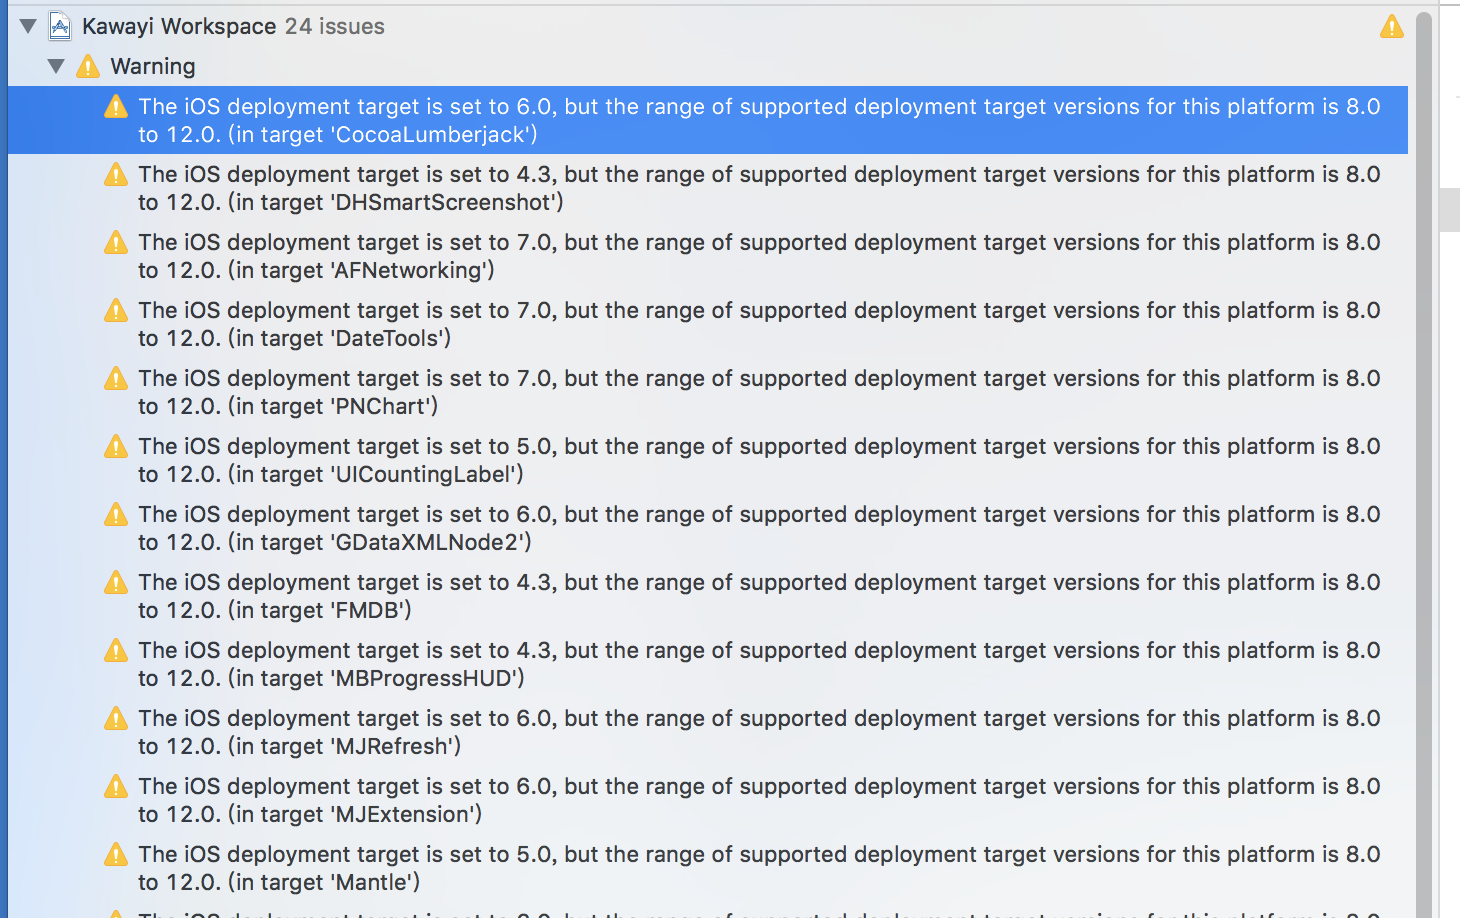 Kawayi Workspace 24 issues
Warning
The iOS deployment target is set to 6.0, but the range of supported deployment target versions for this platform is 8.0
to 12.0. (in target 'CocoaLumberjack')
The iOS deployment target is set to 4.3, but the range of supported deployment target versions for this platform is 8.0
to 12.0. (in target 'DHSmartScreenshot')
The iOS deployment target is set to 7.0, but the range of supported deployment target versions for this platform is 8.0
to 12.0. (in target 'AFNetworking')
The iOS deployment target is set to 7.0, but the range of supported deployment target versions for this platform is 8.0
to 12.0. (in target 'DateTools')
The iOS deployment target is set to 7.0, but the range of supported deployment target versions for this platform is 8.0
to 12.0. (in target 'PNChart')
The iOS deployment target is set to 5.0, but the range of supported deployment target versions for this platform is 8.0
to 12.0. (in target 'UICountingLabel')
The iOS deployment target is set to 6.0, but the range of supported deployment target versions for this platform is 8.0
to 12.0. (in target 'GDataXMLNode2')
The iOS deployment target is set to 4.3, but the range of supported deployment target versions for this platform is 8.0
to 12.0. (in target 'FMDB')
The iOS deployment target is set to 4.3, but the range of supported deployment target versions for this platform is 8.0
to 12.0. (in target 'MBProgressHUD')
The iOS deployment target is set to 6.0, but the range of supported deployment target versions for this platform is 8.0
to 12.0. (in target 'MJRefresh')
The iOS deployment target is set to 6.0, but the range of supported deployment target versions for this platform is 8.0
to 12.0. (in target 'MJExtension')
The iOS deployment target is set to 5.0, but the range of supported deployment target versions for this platform is 8.0
to 12.0. (in target 'Mantle')